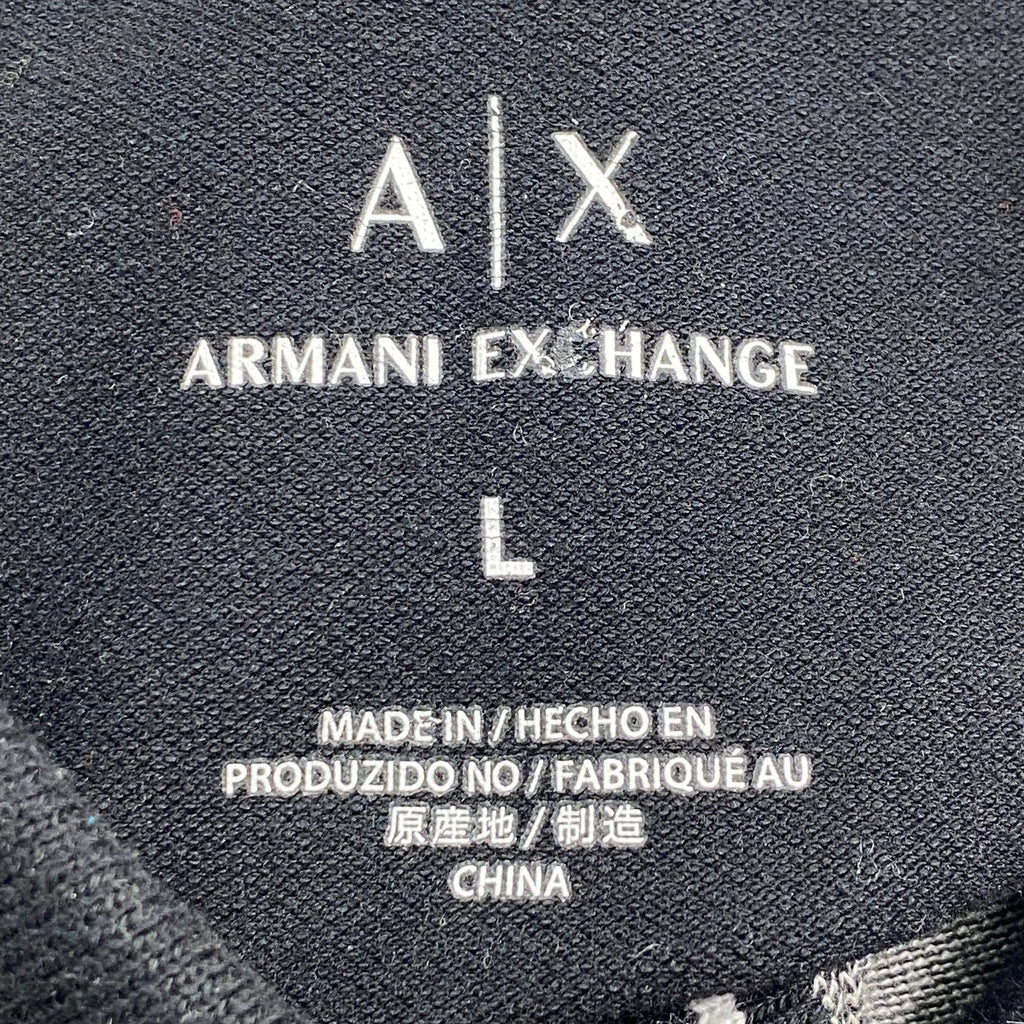 A|X
ARMANI EXCHANGE
L
MADE IN / HECHO EN
PRODUZIDO NO / FABRIQUÉ AU
原産地 / 制造
CHINA